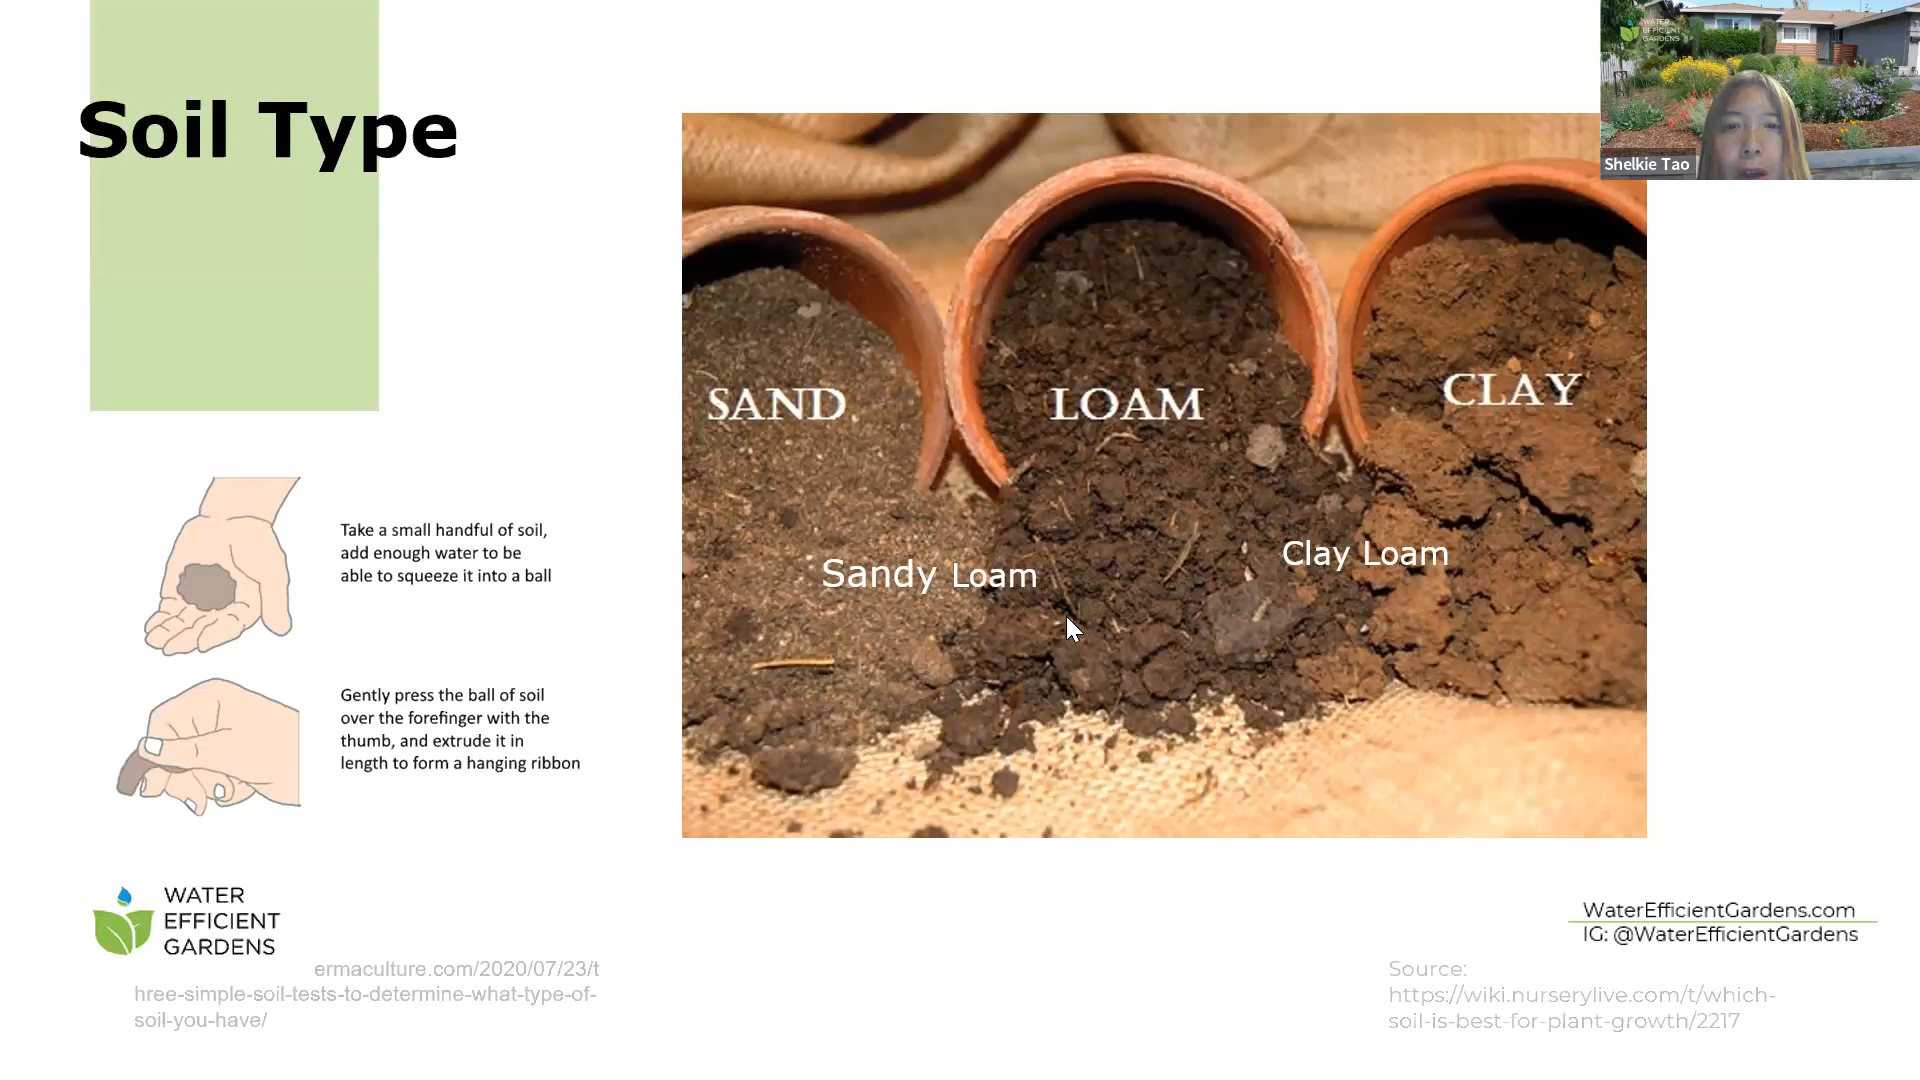 Soil Type
WATER
EFFICIENT
GARDENS
Shelkie Tao
SAND
LOAM
CLAY
Sandy Loam
Clay Loam
Take a small handful of soil,
add enough water to be
able to squeeze it into a ball
Gently press the ball of soil
over the forefinger with the
thumb, and extrude it in
length to form a hanging ribbon
WATER
EFFICIENT
GARDENS
ermaculture.com/2020/07/23/t
hree-simple-soil-tests-to-determine-what-type-of-
soil-you-have/
WaterEfficientGardens.com
IG: @WaterEfficientGardens
Source:
https://wiki.nurserylive.com/t/which-
soil-is-best-for-plant-growth/2217